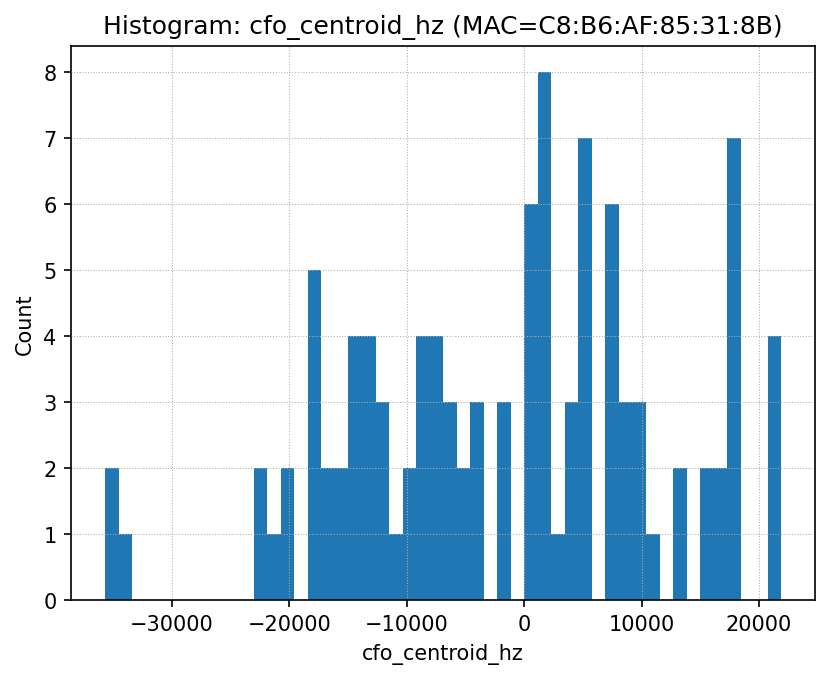 Histogram: cfo_centroid_hz (MAC=C8:B6:AF:85:31:8B)
8
7
6
5
4
3
2
1
0
Count
−30000 −20000 −10000 0 10000 20000
cfo_centroid_hz